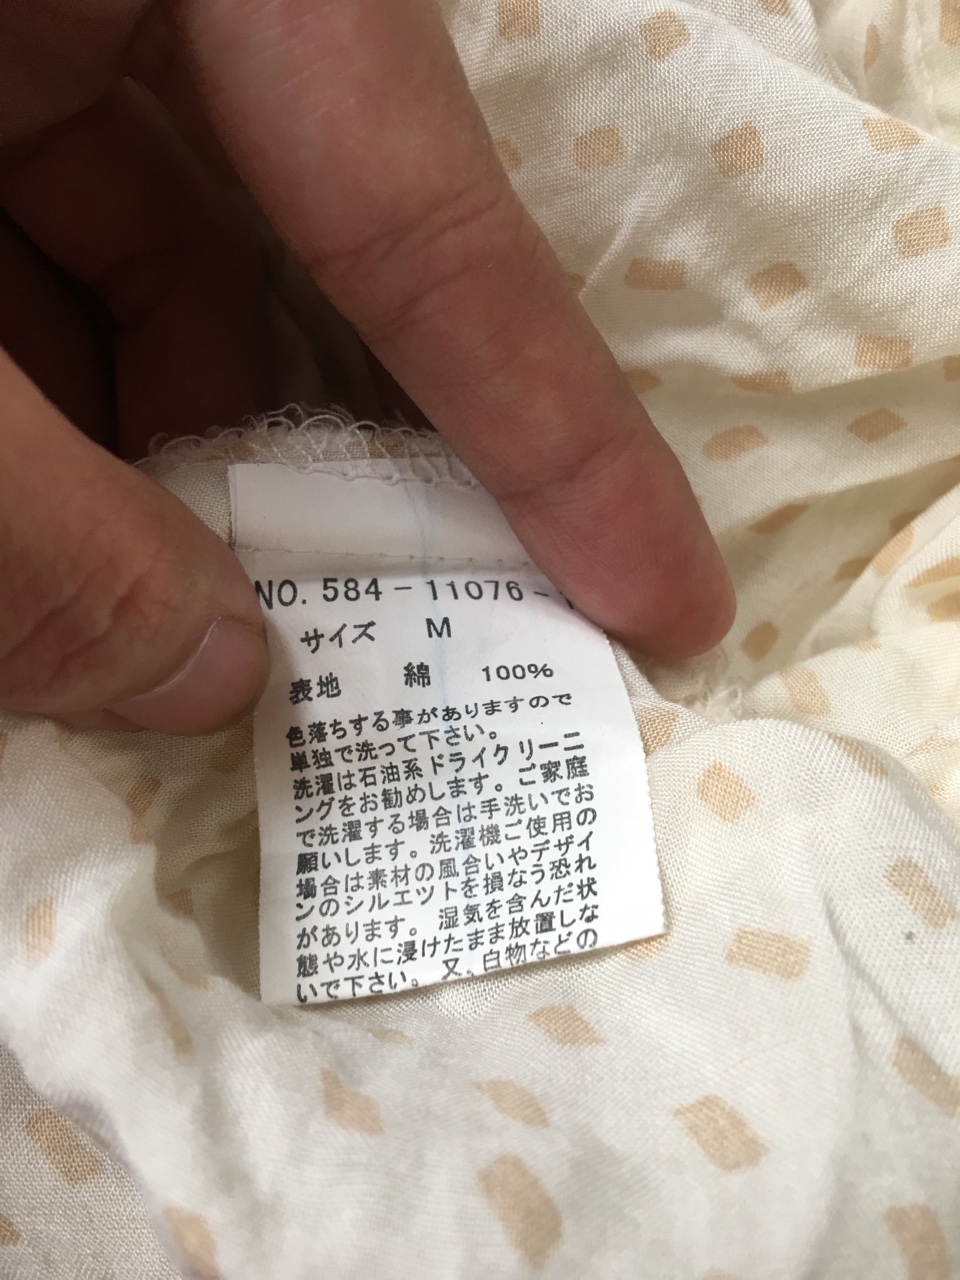 NO. 584-11076-
サイズ M
表地 綿 100%
色落ちする事がありますので
単独で洗って下さい。
洗濯は石油系ドライクリーニ
ングをお勧めします。ご家庭
で洗濯する場合は手洗いでお
願いします。洗濯機ご使用の
場合は素材の風合いやデザイ
ンのシルエツトを損なう恐れ
があります。湿気を含んだ状
態や水に浸けたまま放置しな
いで下さい。又、白物などの